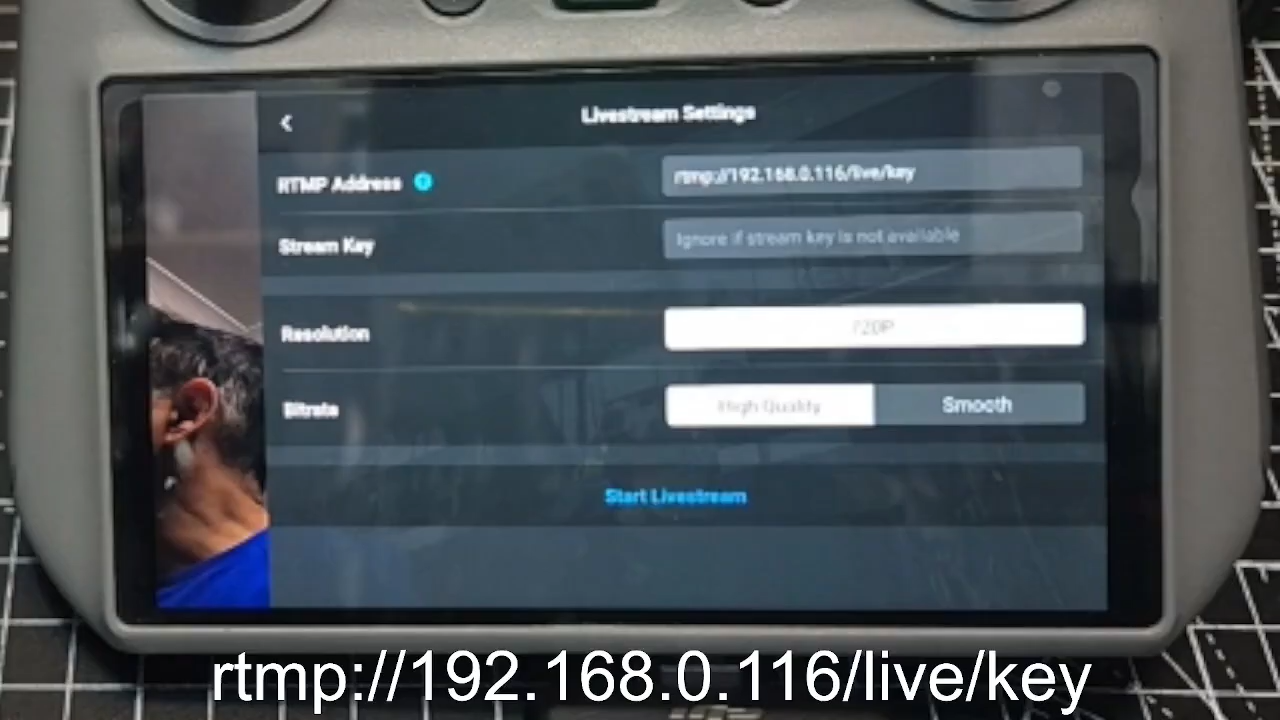 Livestream Settings
RTMP Address
rtmp://192.168.0.116/live/key
Stream Key
Ignore if stream key is not available
Resolution
720P
Bitrate
High Quality
Smooth
Start Livestream
rtmp://192.168.0.116/live/key